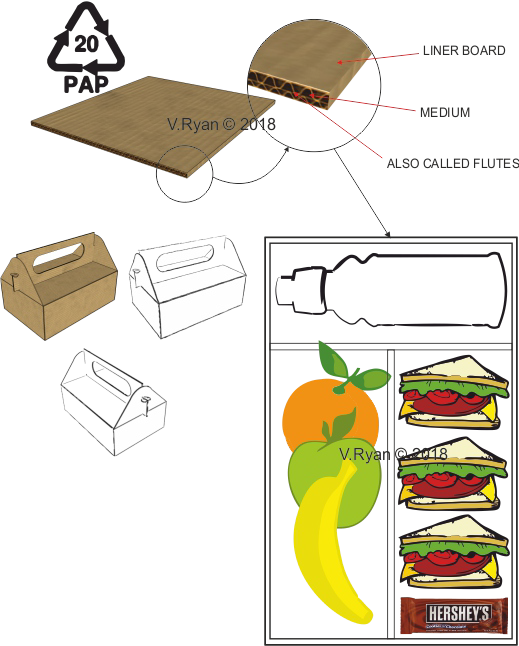 20
PAP
LINER BOARD
MEDIUM
ALSO CALLED FLUTES
V.Ryan © 2018
V.Ryan © 2018
HERSHEY'S